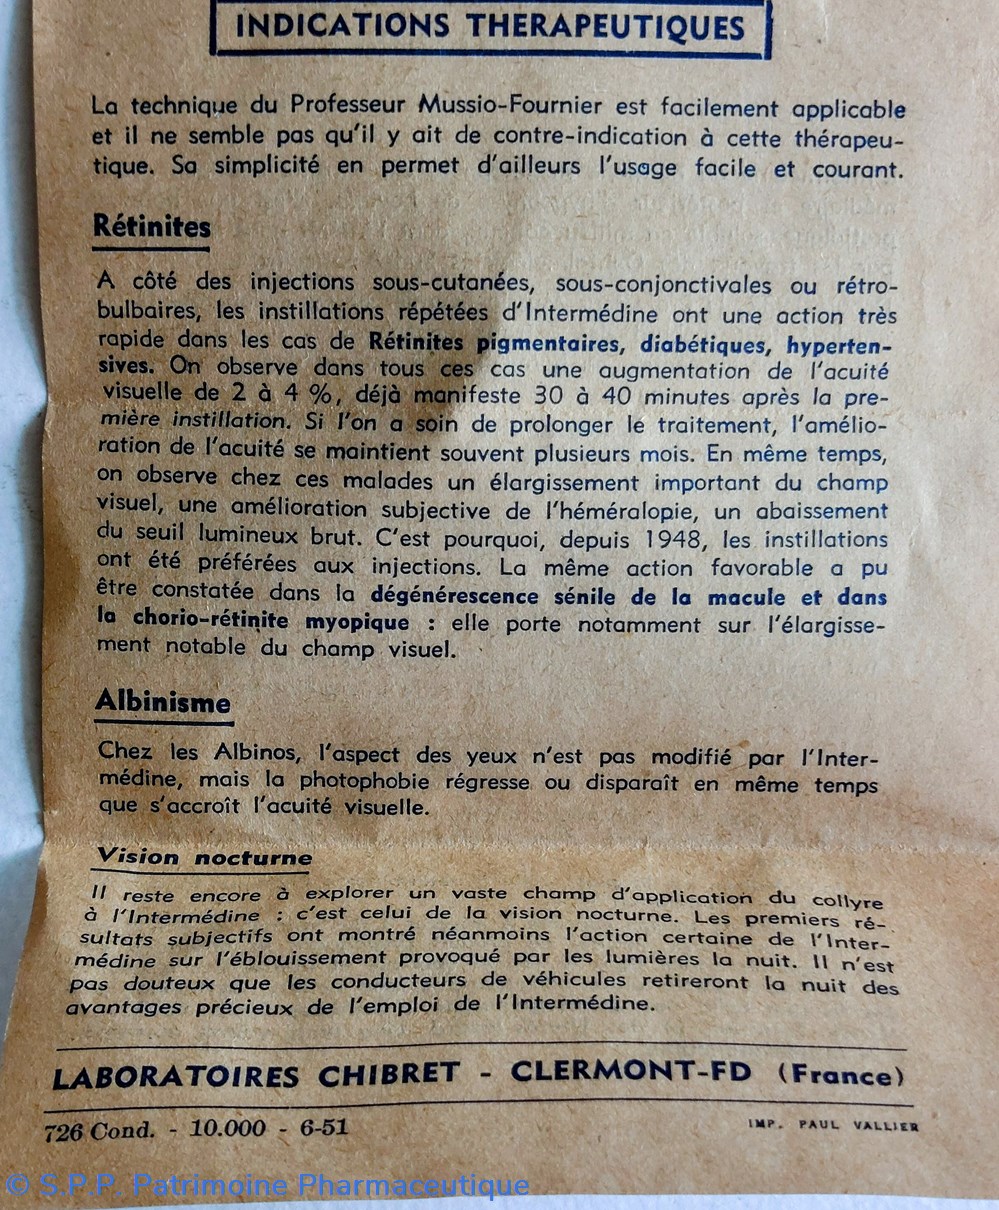 INDICATIONS THERAPEUTIQUES
La technique du Professeur Mussio-Fournier est facilement applicable
et il ne semble pas qu'il y ait de contre-indication à cette thérapeu-
tique. Sa simplicité en permet d'ailleurs l'usage facile et courant.
Rétinites
A côté des injections sous-cutanées, sous-conjonctivales ou rétro-
bulbaires, les instillations répétées d'Intermédine ont une action très
rapide dans les cas de Rétinites pigmentaires, diabétiques, hyperten-
sives. On observe dans tous ces cas une augmentation de l'acuité
visuelle de 2 à 4 %, déjà manifeste 30 à 40 minutes après la pre-
mière instillation. Si l'on a soin de prolonger le traitement, l'amélio-
ration de l'acuité se maintient souvent plusieurs mois. En même temps,
on observe chez ces malades un élargissement important du champ
visuel, une amélioration subjective de l'héméralopie, un abaissement
du seuil lumineux brut. C'est pourquoi, depuis 1948, les instillations
ont été préférées aux injections. La même action favorable a pu
être constatée dans la dégénérescence sénile de la macule et dans
la chorio-rétinite myopique : elle porte notamment sur l'élargisse-
ment notable du champ visuel.
Albinisme
Chez les Albinos, l'aspect des yeux n'est pas modifié par l'Inter-
médine, mais la photophobie régresse ou disparaît en même temps
que s'accroît l'acuité visuelle.
Vision nocturne
Il reste encore à explorer un vaste champ d'application du collyre
à l'Intermédine : c'est celui de la vision nocturne. Les premiers ré-
sultats subjectifs ont montré néanmoins l'action certaine de l'Inter-
médine sur l'éblouissement provoqué par les lumières la nuit. Il n'est
pas douteux que les conducteurs de véhicules retireront la nuit des
avantages précieux de l'emploi de l'Intermédine.
LABORATOIRES CHIBRET - CLERMONT-FD (France)
726 Cond. - 10.000 - 6-51
IMP. PAUL VALLIER
© S.P.P. Patrimoine Pharmaceutique